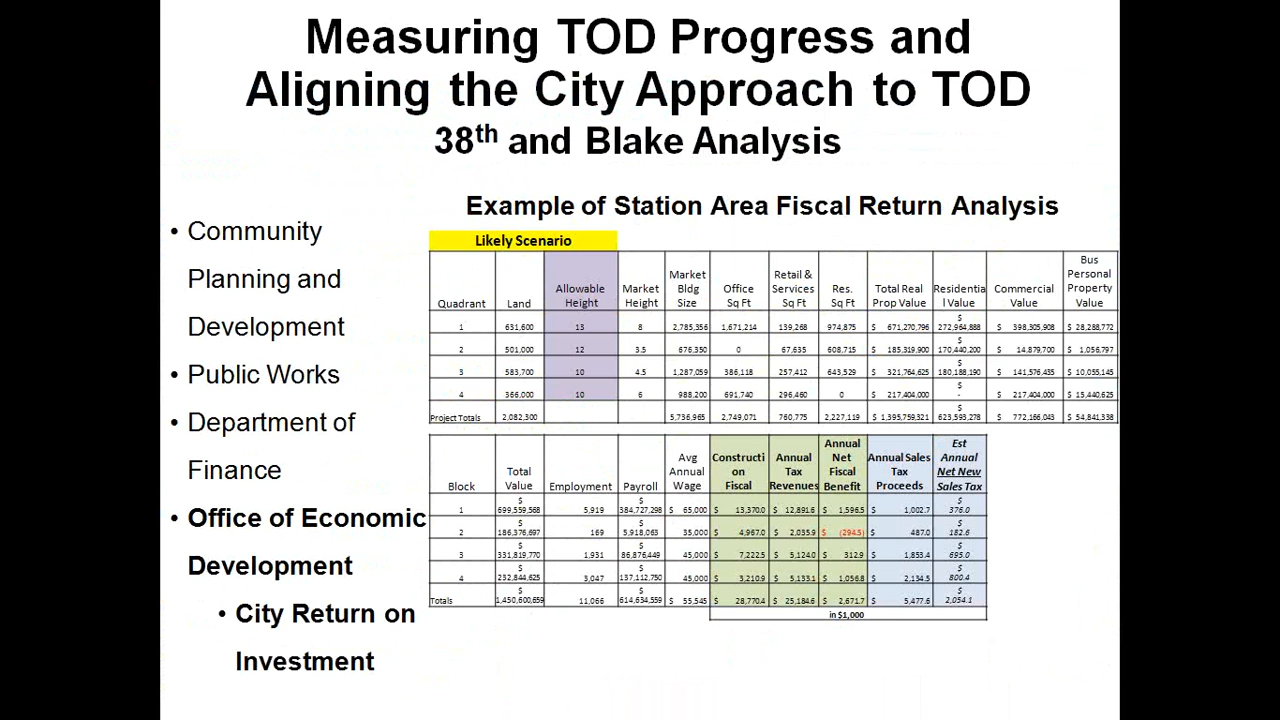 Measuring TOD Progress and
Aligning the City Approach to TOD
38th and Blake Analysis
• Community
Planning and
Development
• Public Works
• Department of
Finance
• Office of Economic
Development
• City Return on
Investment
Example of Station Area Fiscal Return Analysis
Likely Scenario
Quadrant Land Allowable Height Market Height Market Bldg Size Office Sq Ft Retail & Services Sq Ft Res. Sq Ft Total Real Prop Value Residentia l Value Commercial Value Bus Personal Property Value
1 631,600 13 8 2,785,356 1,671,214 139,268 974,875 $ 671,270,796 $ 272,964,888 $ 398,305,908 $ 28,288,772
2 501,000 12 3.5 676,350 0 67,635 608,715 $ 185,319,900 $ 170,440,200 $ 14,879,700 $ 1,056,797
3 583,700 10 4.5 1,287,059 386,118 257,412 643,529 $ 321,764,625 $ 180,188,190 $ 141,576,435 $ 10,055,145
4 366,000 10 6 988,200 691,740 296,460 0 $ 217,404,000 $ - $ 217,404,000 $ 15,440,625
Project Totals 2,082,300 5,736,965 2,749,071 760,775 2,227,119 $ 1,395,759,321 $ 623,593,278 $ 772,166,043 $ 54,841,338
Block Total Value Employment Payroll Avg Annual Wage Constructi on Fiscal Annual Tax Revenues Annual Net Fiscal Benefit Annual Sales Tax Proceeds Est Annual Net New Sales Tax
1 $ 699,559,568 5,919 $ 384,727,298 $ 65,000 $ 13,370.0 $ 12,891.6 $ 1,596.5 $ 1,002.7 $ 376.0
2 $ 186,376,697 169 $ 5,918,063 35,000 $ 4,967.0 $ 2,035.9 $ (294.5) $ 487.0 $ 182.6
3 $ 331,819,770 1,931 $ 86,876,449 45,000 $ 7,222.5 $ 5,124.0 $ 312.9 $ 1,853.4 $ 695.0
4 $ 232,844,625 3,047 $ 137,112,750 45,000 $ 3,210.9 $ 5,133.1 $ 1,056.8 $ 2,134.5 $ 800.4
Totals $ 1,450,600,659 11,066 $ 614,634,559 $ 55,545 $ 28,770.4 $ 25,184.6 $ 2,671.7 $ 5,477.6 $ 2,054.1
in $1,000